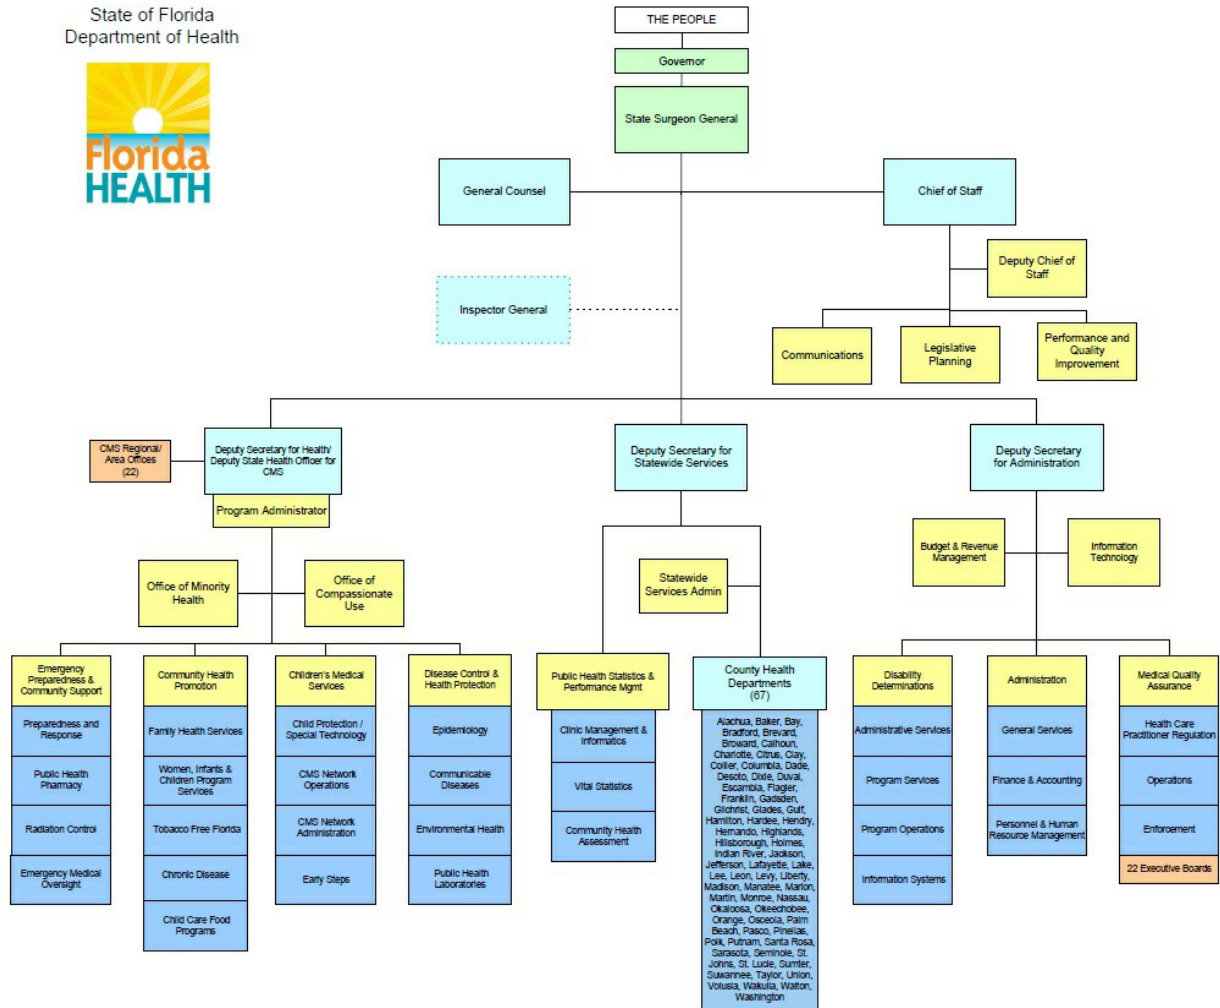 State of Florida
Department of Health
Florida
HEALTH
THE PEOPLE
Governor
State Surgeon General
General Counsel
Chief of Staff
Deputy Chief of
Staff
Inspector General
Communications
Legislative
Planning
Performance and
Quality
Improvement
CMS Regional/
Area Offices
(22)
Deputy Secretary for Health/
Deputy State Health Officer for
CMS
Program Administrator
Deputy Secretary for
Statewide Services
Deputy Secretary
for Administration
Budget & Revenue
Management
Information
Technology
Office of Minority
Health
Office of
Compassionate
Use
Statewide
Services Admin
Emergency
Preparedness &
Community Support
Preparedness and
Response
Public Health
Pharmacy
Radiation Control
Emergency Medical
Oversight
Community Health
Promotion
Family Health Services
Women, Infants &
Children Program
Services
Tobacco Free Florida
Chronic Disease
Child Care Food
Programs
Children's Medical
Services
Child Protection /
Special Technology
CMS Network
Operations
CMS Network
Administration
Early Steps
Disease Control &
Health Protection
Epidemiology
Communicable
Diseases
Environmental Health
Public Health
Laboratories
Public Health Statistics &
Performance Mgmt
Clinic Management &
Informatics
Vital Statistics
Community Health
Assessment
County Health
Departments
(67)
Alachua, Baker, Bay,
Bradford, Brevard,
Broward, Calhoun,
Charlotte, Citrus, Clay,
Collier, Columbia, Dade,
Desoto, Dixie, Duval,
Escambia, Flagler,
Franklin, Gadsden,
Gilchrist, Glades, Gulf,
Hamilton, Hardee, Hendry,
Hernando, Highlands,
Hillsborough, Holmes,
Indian River, Jackson,
Jefferson, Lafayette, Lake,
Lee, Leon, Levy, Liberty,
Madison, Manatee, Marion,
Martin, Monroe, Nassau,
Okaloosa, Okeechobee,
Orange, Osceola, Palm
Beach, Pasco, Pinellas,
Polk, Putnam, Santa Rosa,
Sarasota, Seminole, St.
Johns, St. Lucie, Sumter,
Suwannee, Taylor, Union,
Volusia, Wakulla, Walton,
Washington
Disability
Determinations
Administrative Services
Program Services
Program Operations
Information Systems
Administration
General Services
Finance & Accounting
Personnel & Human
Resource Management
Medical Quality
Assurance
Health Care
Practitioner Regulation
Operations
Enforcement
22 Executive Boards